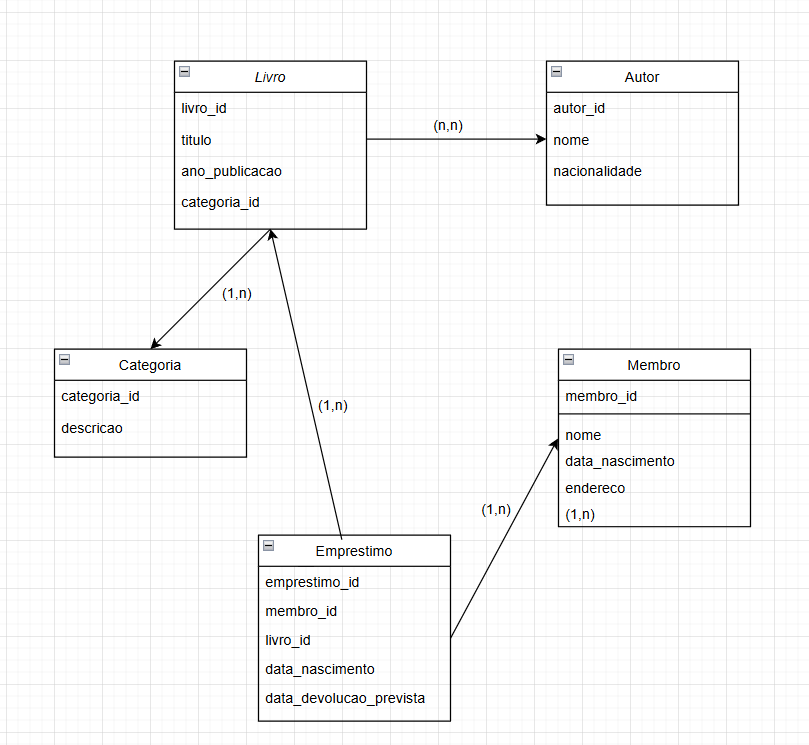 Livro
livro_id
titulo
ano_publicacao
categoria_id
(n,n)
Autor
autor_id
nome
nacionalidade
(1,n)
Categoria
categoria_id
descricao
(1,n)
Membro
membro_id
nome
data_nascimento
endereco
(1,n)
(1,n)
Emprestimo
emprestimo_id
membro_id
livro_id
data_nascimento
data_devolucao_prevista